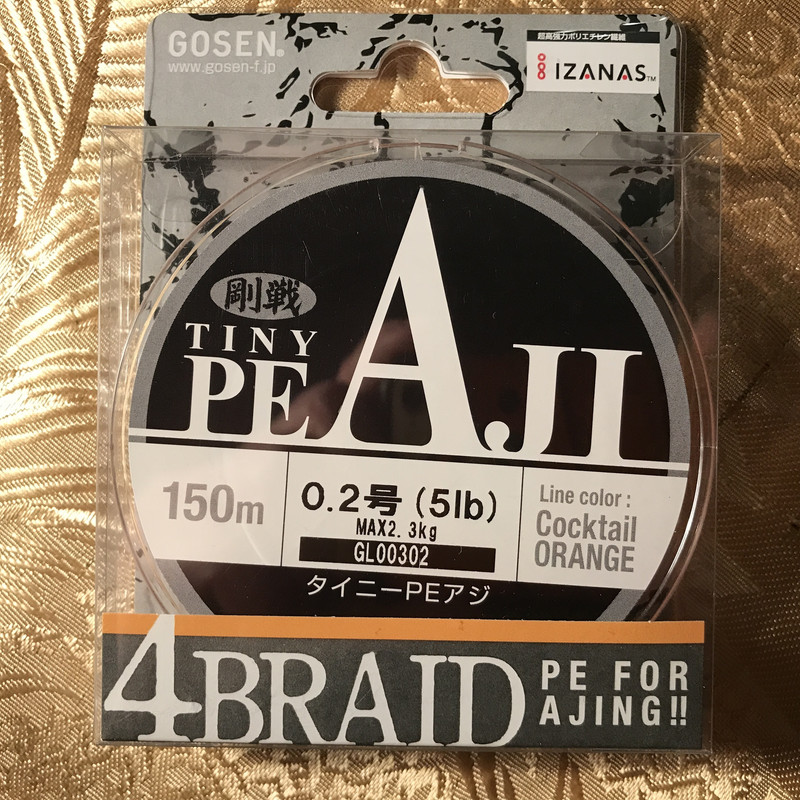 GOSEN®
www.gosen-f.jp
超高強力ポリエチレン繊維
IZANAS™
剛戦
TINY
PE AJI
150m
0.2号(5lb)
MAX2.3kg
GL00302
Line color :
Cocktail
ORANGE
タイニーPEアジ
4BRAID
PE FOR
AJING!!